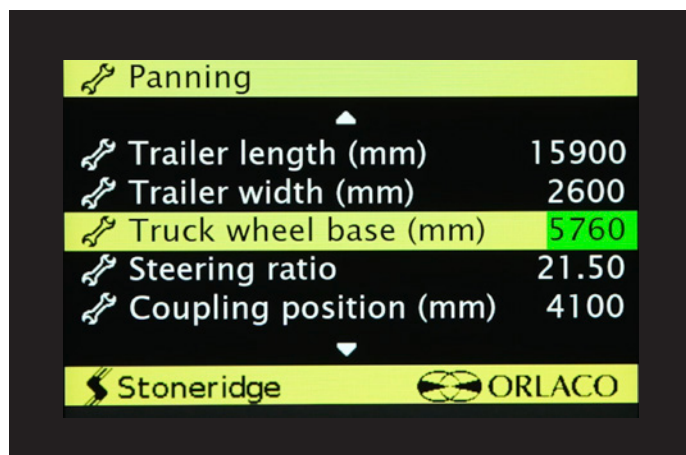 Panning
Trailer length (mm) 15900
Trailer width (mm) 2600
Truck wheel base (mm) 5760
Steering ratio 21.50
Coupling position (mm) 4100
Stoneridge ORLACO